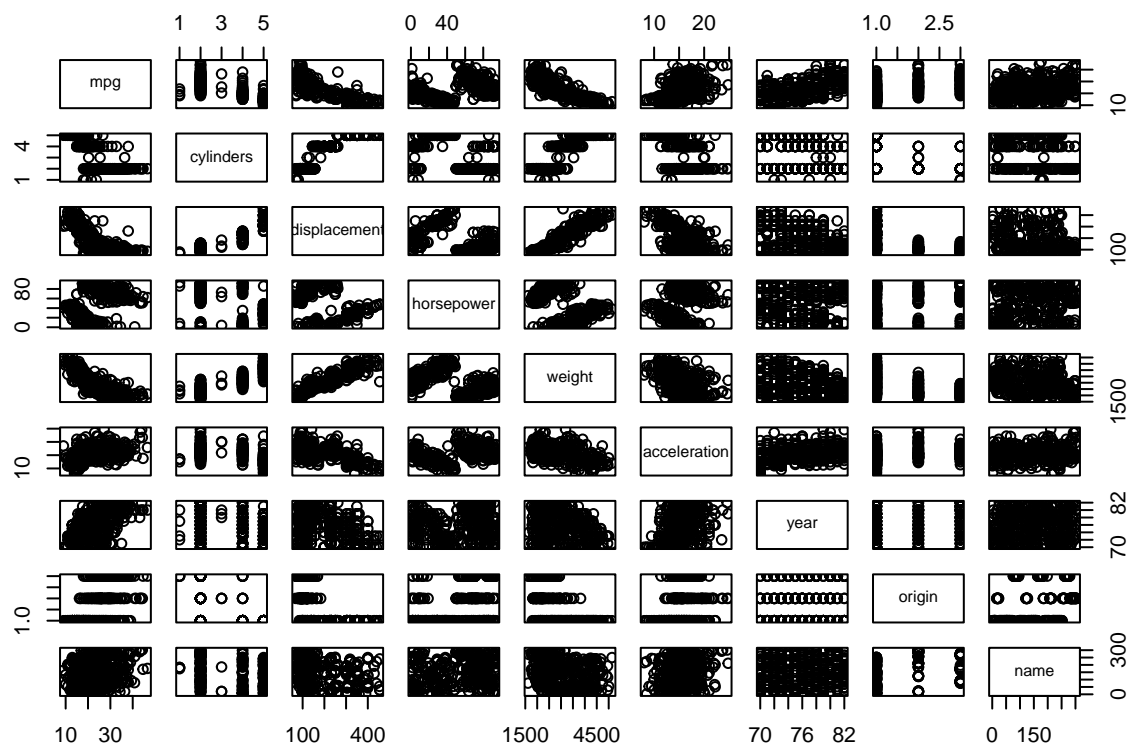 1 3 5 0 40 10 20 1.0 2.5
mpg 10
1 4 cylinders
displacement 100
0 80 horsepower
weight 1500
10 acceleration
year 70 82
1.0 origin
name 0 300
10 30 100 400 1500 4500 70 76 82 0 150